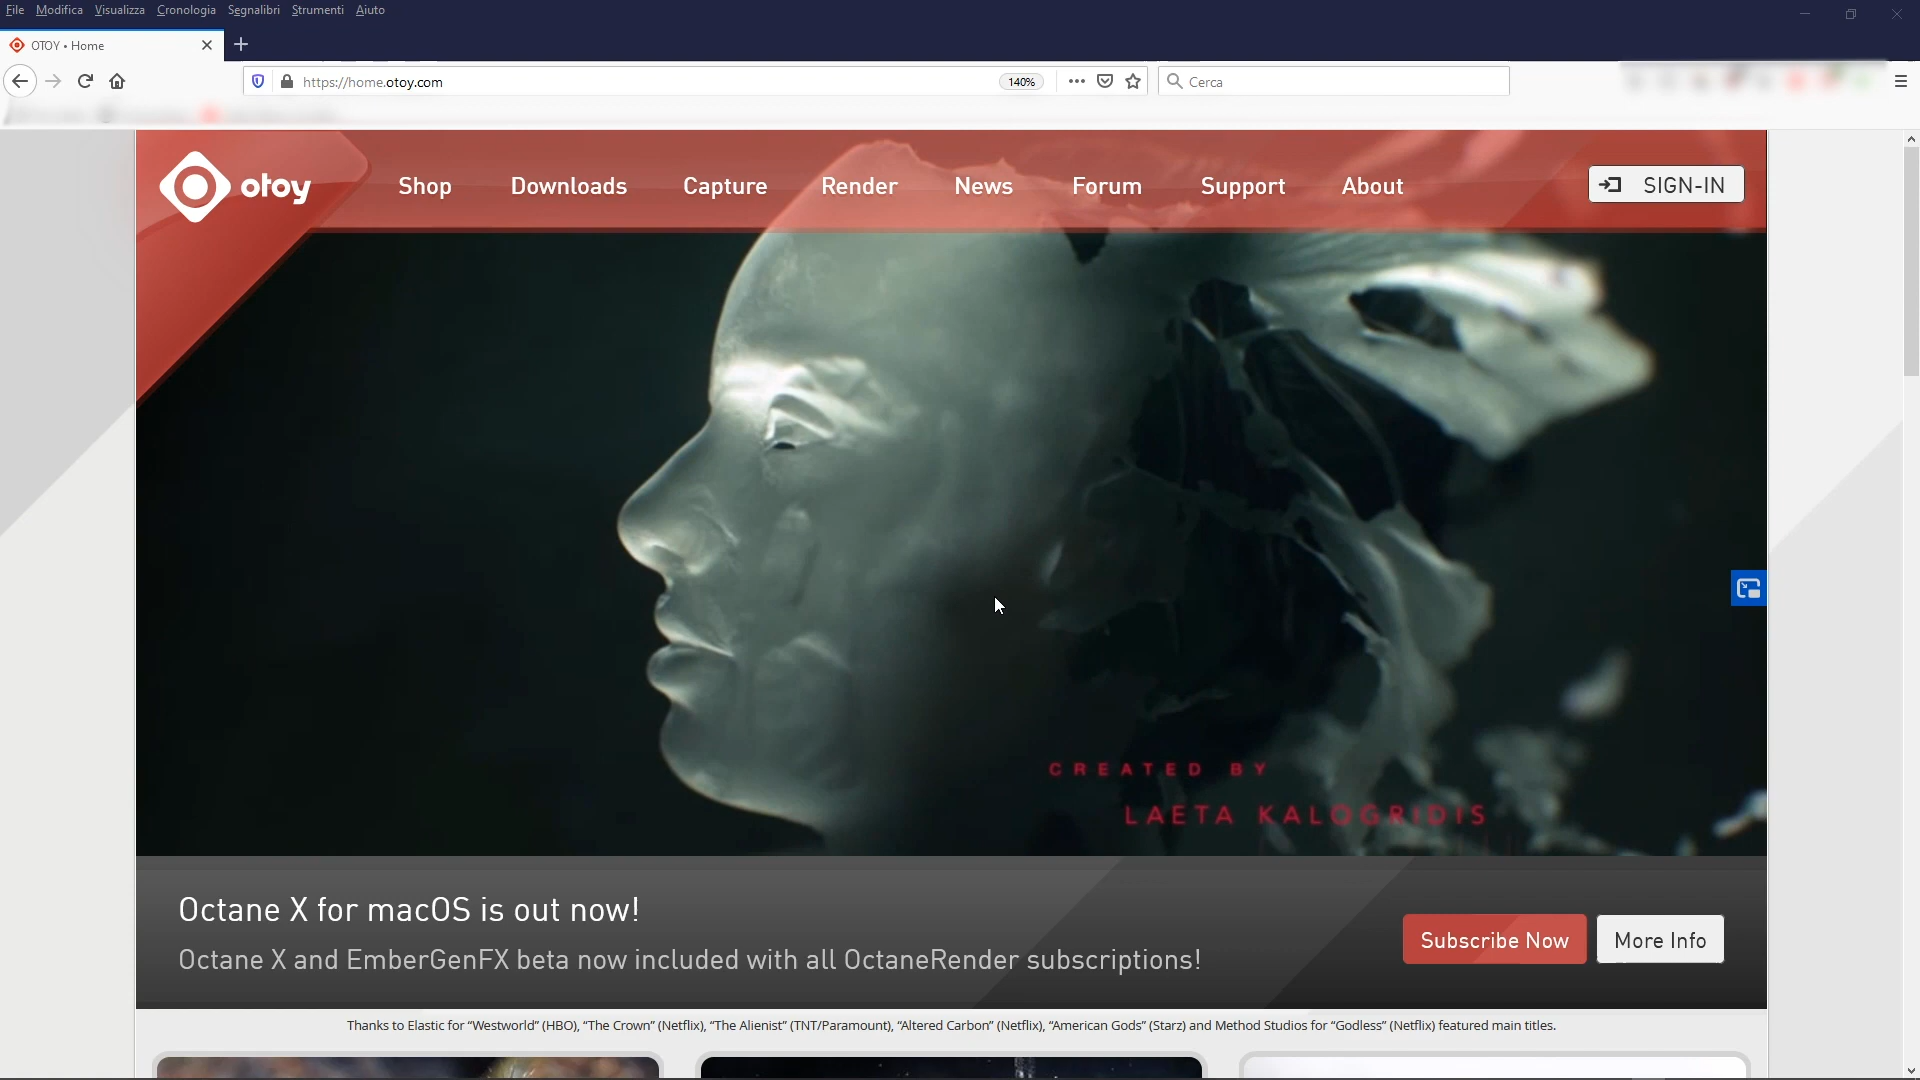 File Modifica Visualizza Cronologia Segnalibri Strumenti Aiuto
OTOY • Home
https://home.otoy.com 140% Cerca
otoy Shop Downloads Capture Render News Forum Support About SIGN-IN
CREATED BY
LAETA KALOGRIDIS
Octane X for macOS is out now!
Octane X and EmberGenFX beta now included with all OctaneRender subscriptions!
Subscribe Now More Info
Thanks to Elastic for “Westworld” (HBO), “The Crown” (Netflix), “The Alienist” (TNT/Paramount), “Altered Carbon” (Netflix), “American Gods” (Starz) and Method Studios for “Godless” (Netflix) featured main titles.